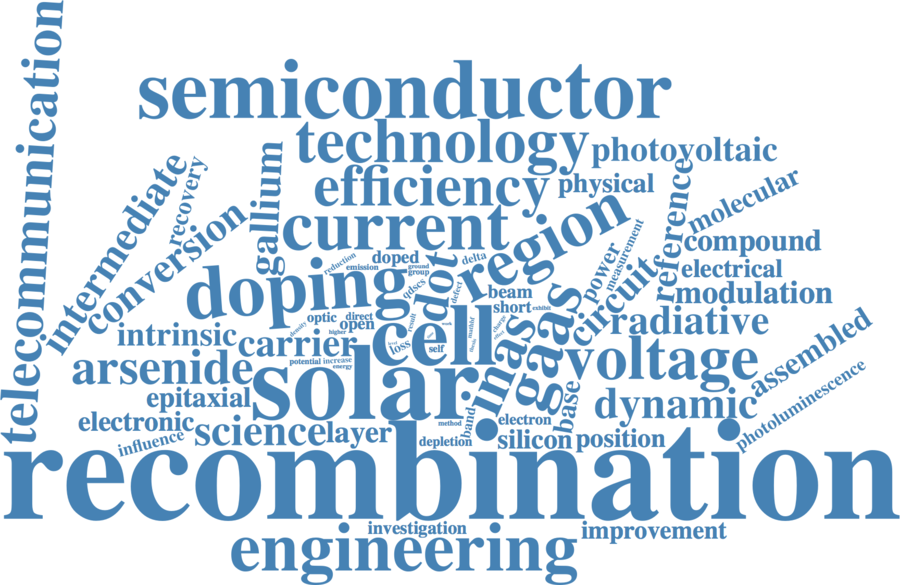 telecommunication
semiconductor
technology
photovoltaic
efficiency
physical
intermediate
recovery
conversion
gallium
current
region
reference
molecular
compound
electrical
modulation
power
measurement
circuit
radiative
reduction
emission
doped
ground
group
dot
delta
doping
qdscs
defect
beam
short
exhibit
optic
direct
open
density
higher
result
cell
loss
self
charge
intrinsic
carrier
potential
increase
energy
inas
gaas
voltage
assembled
arsenide
solar
base
dynamic
photoluminescence
epitaxial
electronic
influence
science
layer
method
band
electron
depletion
silicon
position
recombination
investigation
improvement
engineering